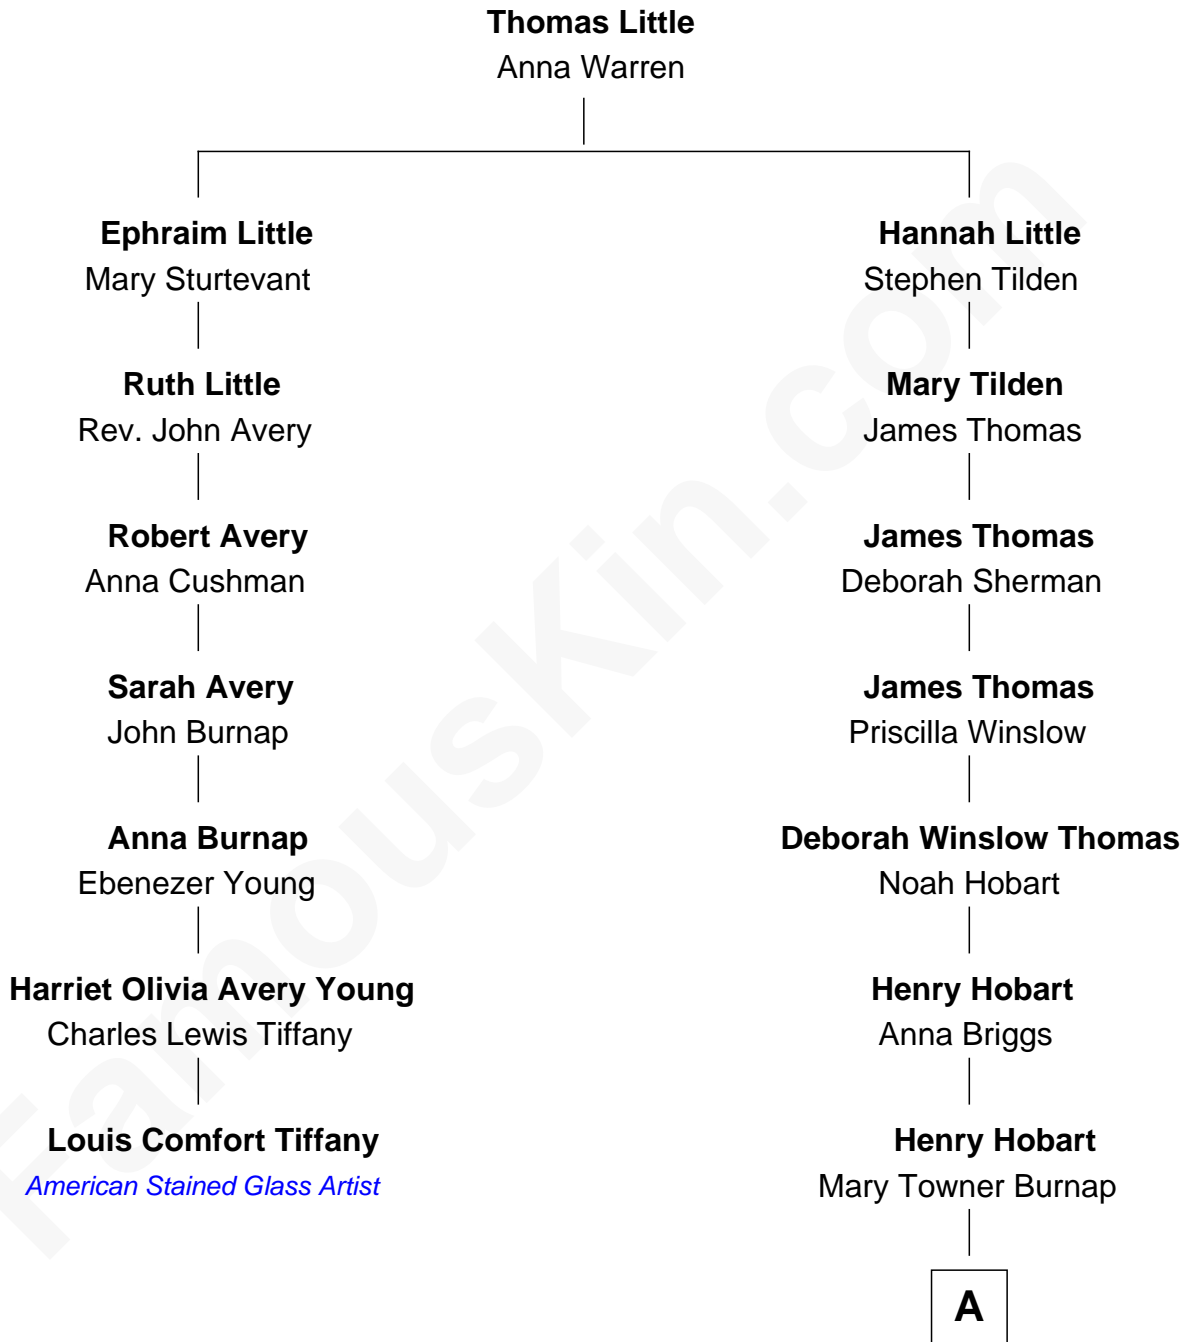 Thomas Little
Anna Warren
Ephraim Little
Mary Sturtevant
Ruth Little
Rev. John Avery
Robert Avery
Anna Cushman
Sarah Avery
John Burnap
Anna Burnap
Ebenezer Young
Harriet Olivia Avery Young
Charles Lewis Tiffany
Louis Comfort Tiffany
American Stained Glass Artist
Hannah Little
Stephen Tilden
Mary Tilden
James Thomas
James Thomas
Deborah Sherman
James Thomas
Priscilla Winslow
Deborah Winslow Thomas
Noah Hobart
Henry Hobart
Anna Briggs
Henry Hobart
Mary Towner Burnap
A
FamousKin.com